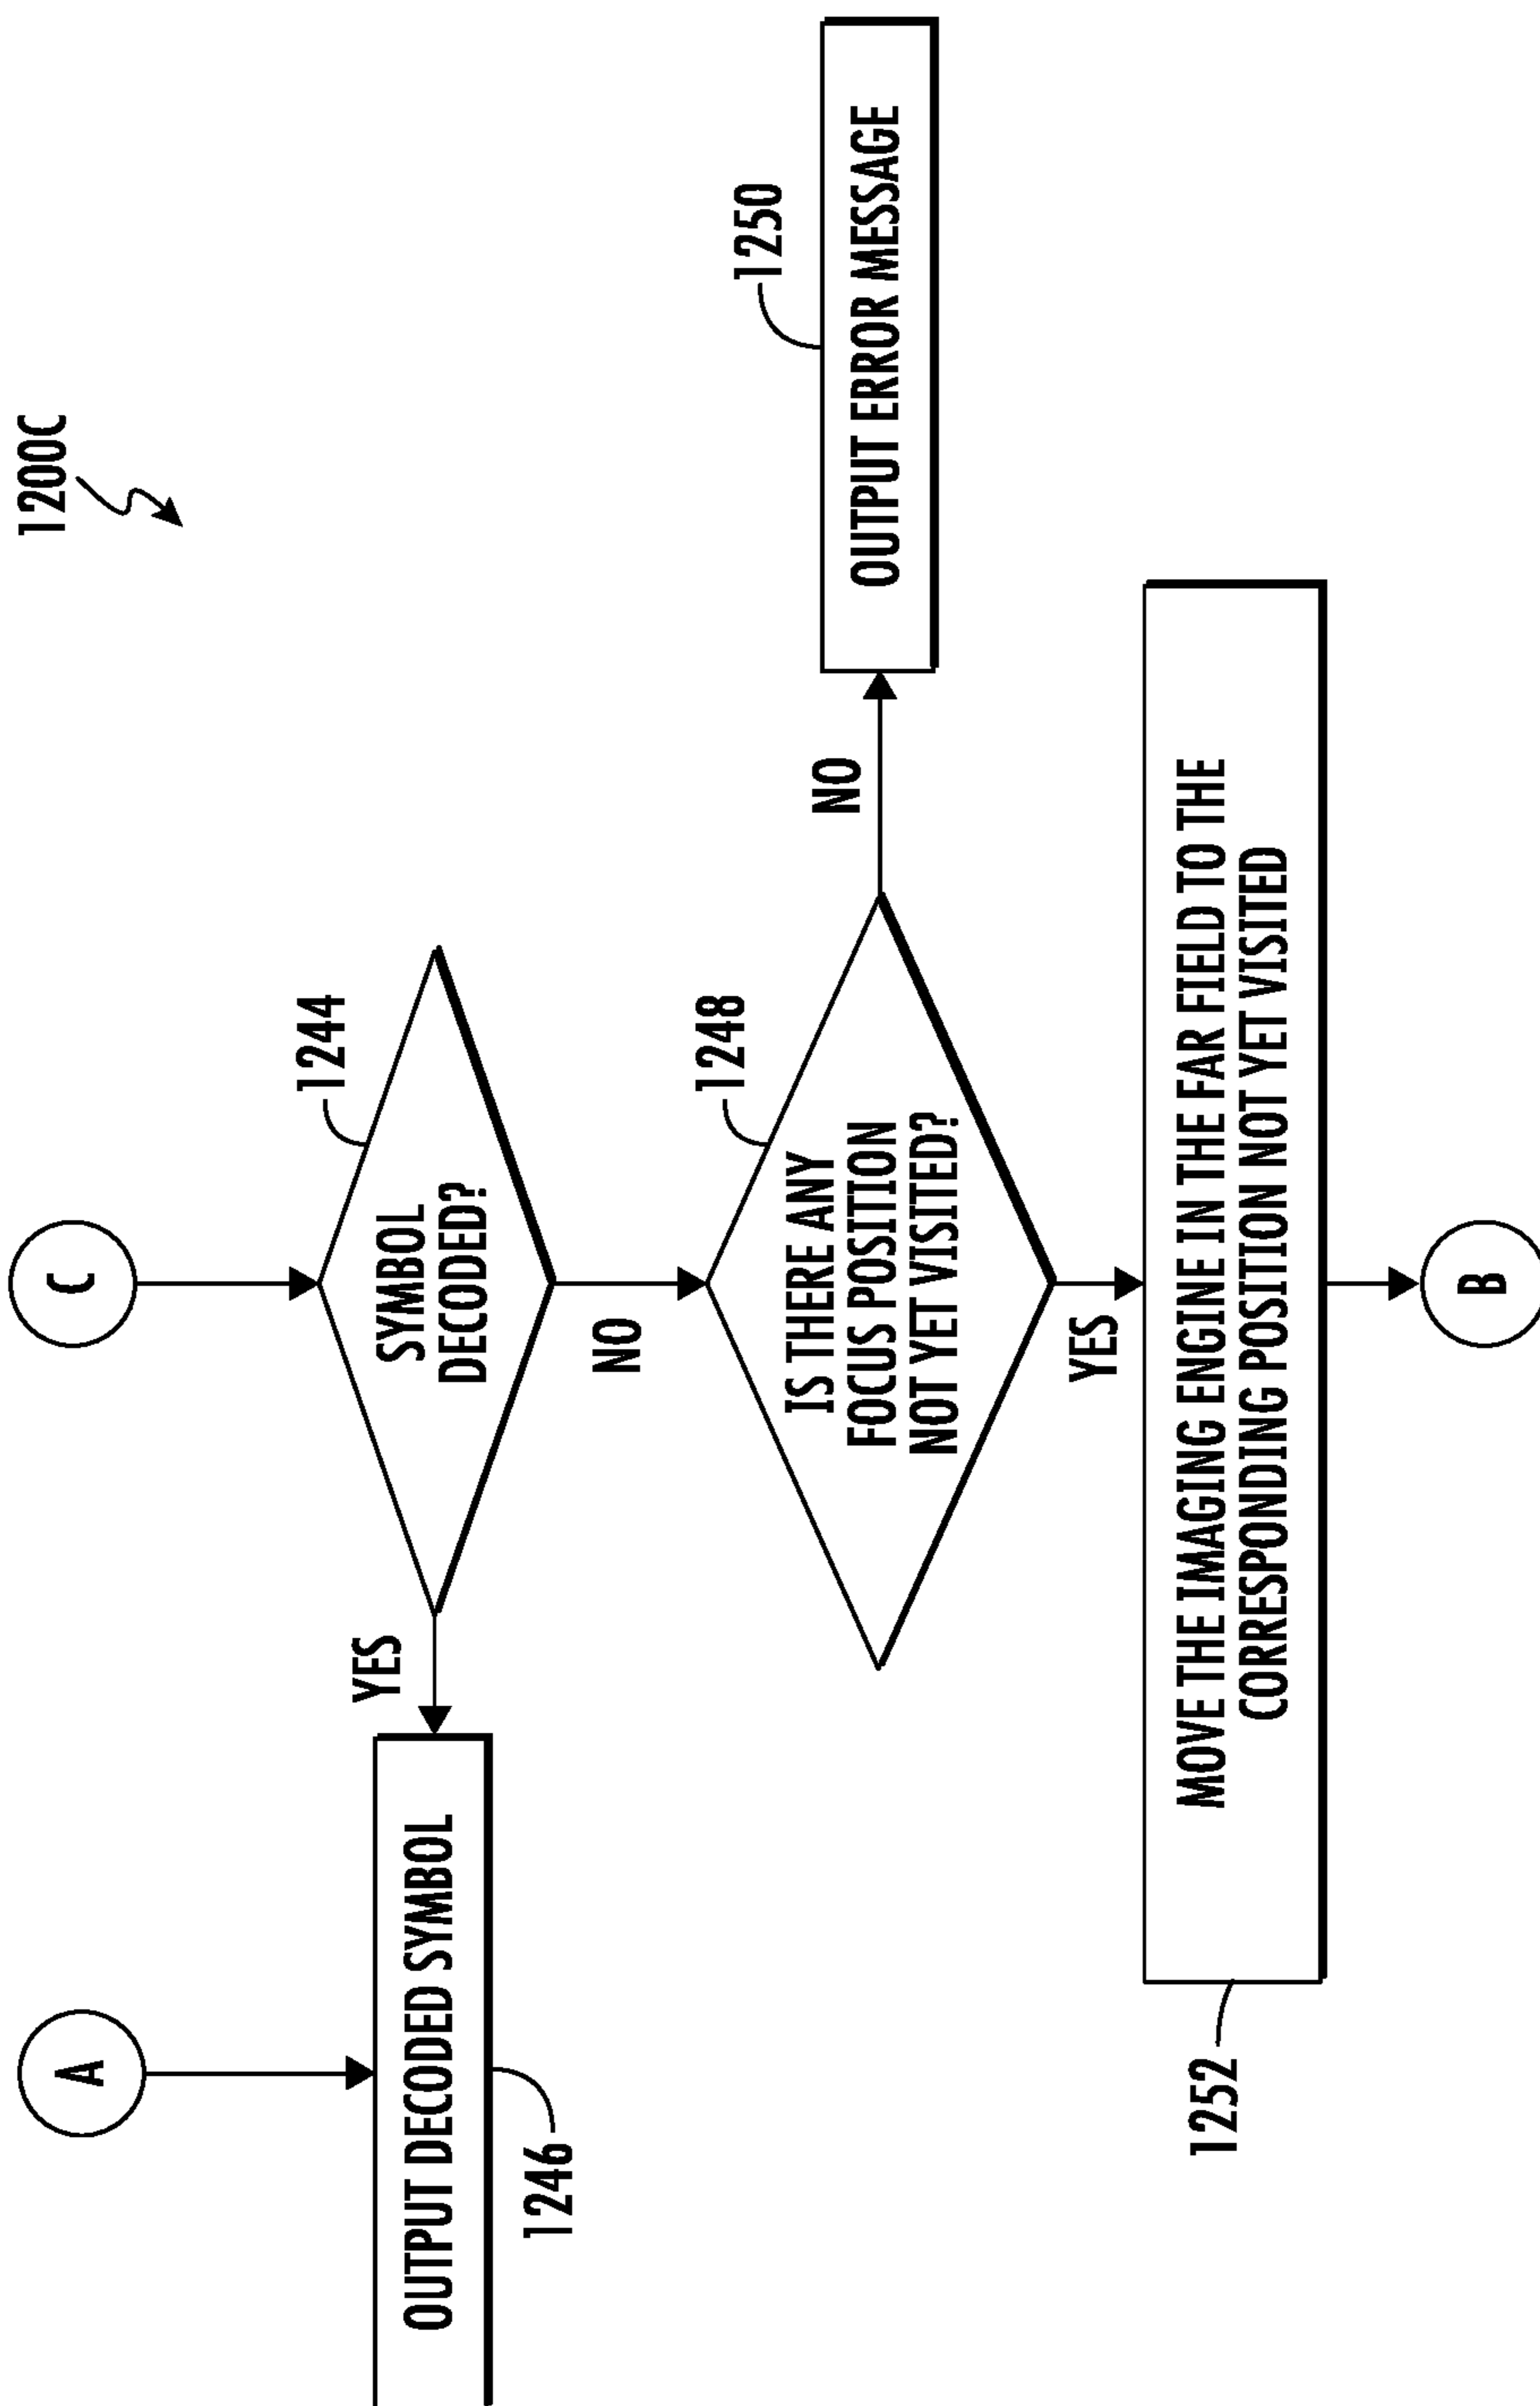 1200C
A
C
SYMBOL
DECODED?
1244
YES
OUTPUT DECODED SYMBOL
1246
NO
IS THERE ANY
FOCUS POSITION
NOT YET VISITED?
1248
NO
OUTPUT ERROR MESSAGE
1250
YES
MOVE THE IMAGING ENGINE IN THE FAR FIELD TO THE
CORRESPONDING POSITION NOT YET VISITED
1252
B